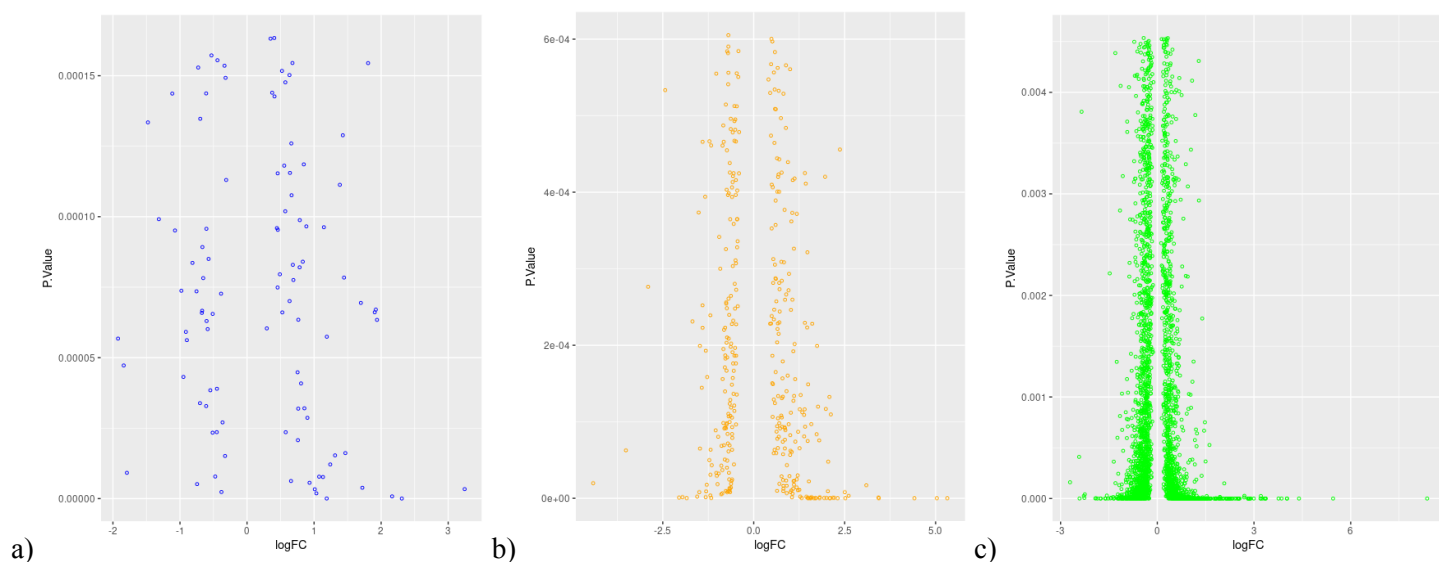 0.00015
0.00010
0.00005
0.00000
P.Value
-2 -1 0 1 2 3
logFC
a)
6e-04
4e-04
2e-04
0e+00
P.Value
-2.5 0.0 2.5 5.0
logFC
b)
0.004
0.003
0.002
0.001
0.000
P.Value
-3 0 3 6
logFC
c)